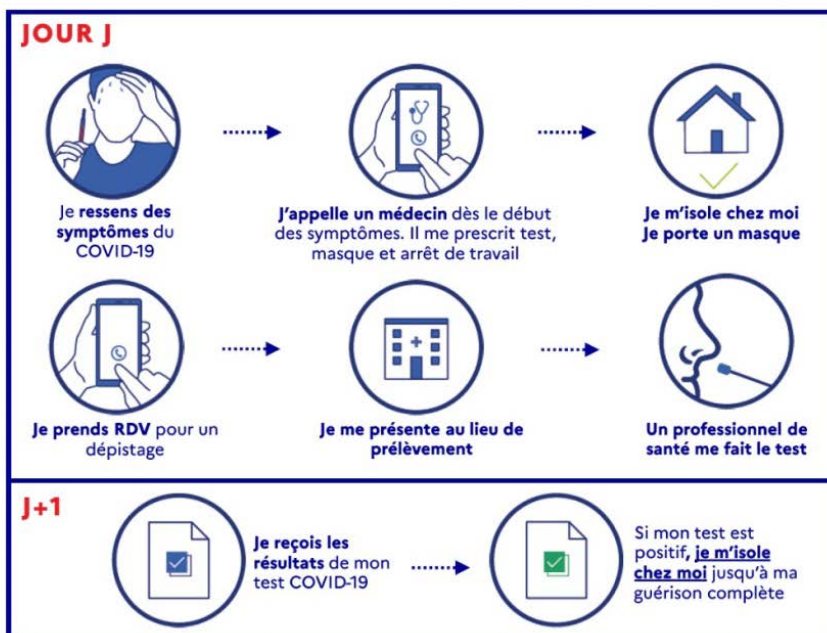 JOUR J
Je ressens des
symptômes du
COVID-19
J'appelle un médecin dès le début
des symptômes. Il me prescrit test,
masque et arrêt de travail
Je m'isole chez moi
Je porte un masque
Je prends RDV pour un
dépistage
Je me présente au lieu de
prélèvement
Un professionnel de
santé me fait le test
J+1
Je reçois les
résultats de mon
test COVID-19
Si mon test est
positif, je m'isole
chez moi jusqu'à ma
guérison complète